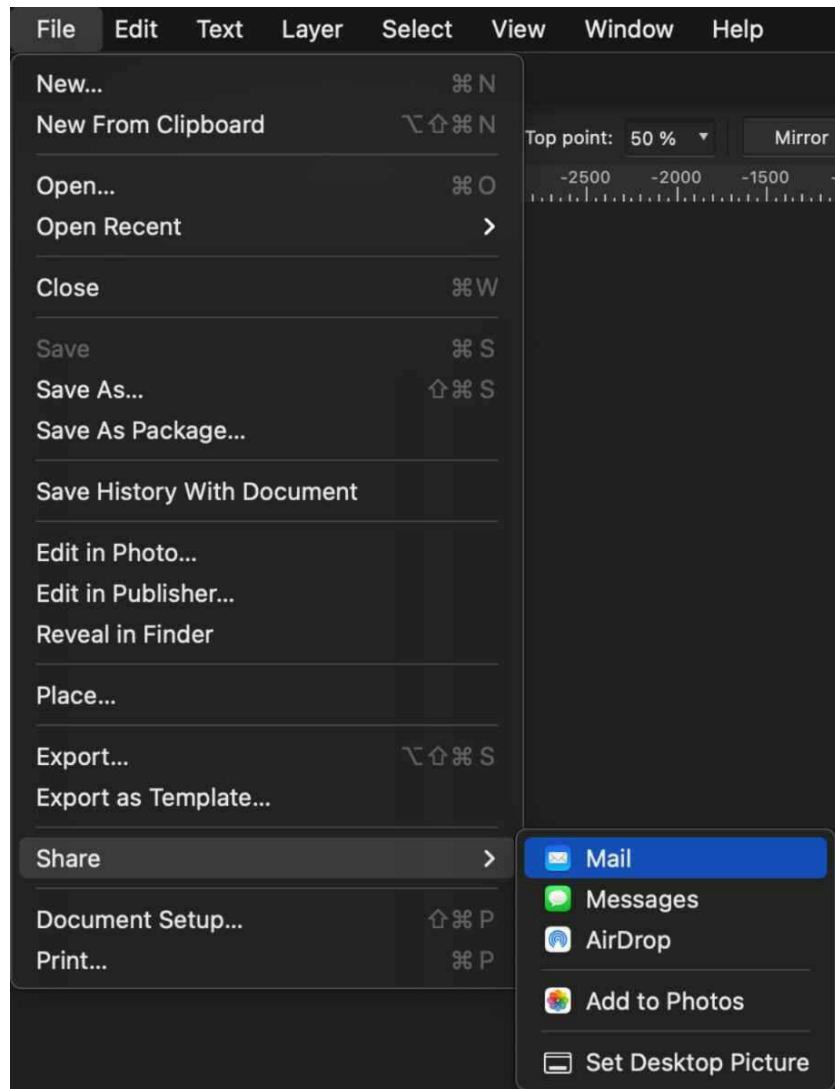 File Edit Text Layer Select View Window Help
New... ⌘ N
New From Clipboard ⌥⇧⌘ N
Top point: 50 % Mirror
Open... ⌘ O
-2500 -2000 -1500
Open Recent
Close ⌘ W
Save ⌘ S
Save As... ⇧⌘ S
Save As Package...
Save History With Document
Edit in Photo...
Edit in Publisher...
Reveal in Finder
Place...
Export... ⌥⇧⌘ S
Export as Template...
Share
Mail
Messages
AirDrop
Add to Photos
Set Desktop Picture
Document Setup... ⇧⌘ P
Print... ⌘ P